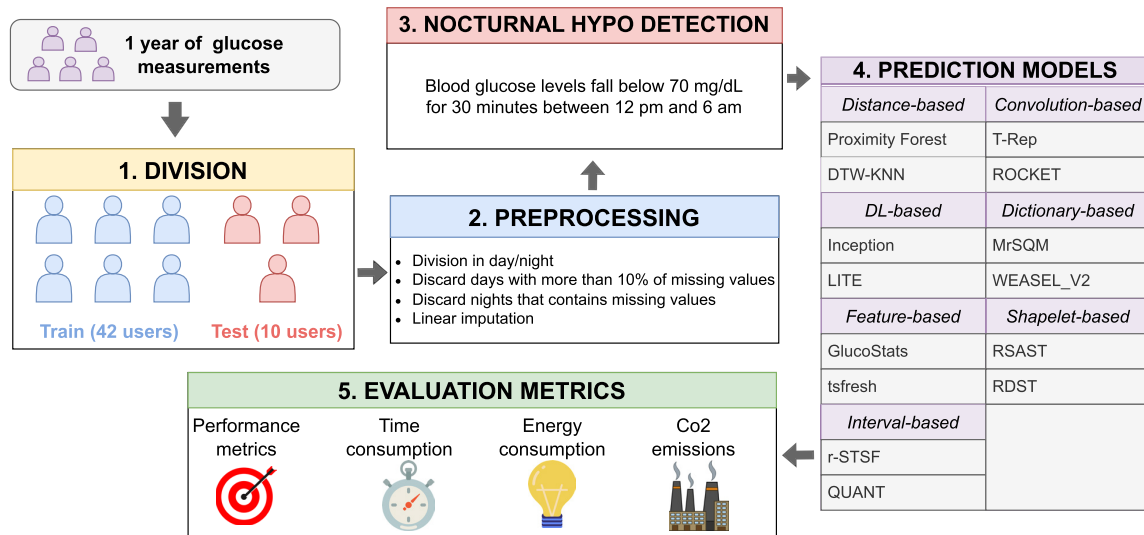 1 year of glucose
measurements
1. DIVISION
Train (42 users)
Test (10 users)
2. PREPROCESSING
• Division in day/night
• Discard days with more than 10% of missing values
• Discard nights that contains missing values
• Linear imputation
3. NOCTURNAL HYPO DETECTION
Blood glucose levels fall below 70 mg/dL
for 30 minutes between 12 pm and 6 am
4. PREDICTION MODELS
Distance-based
Convolution-based
Proximity Forest
T-Rep
DTW-KNN
ROCKET
DL-based
Dictionary-based
Inception
MrSQM
LITE
WEASEL_V2
Feature-based
Shapelet-based
GlucoStats
RSAST
tsfresh
RDST
Interval-based
r-STSF
QUANT
5. EVALUATION METRICS
Performance
metrics
Time
consumption
Energy
consumption
Co2
emissions